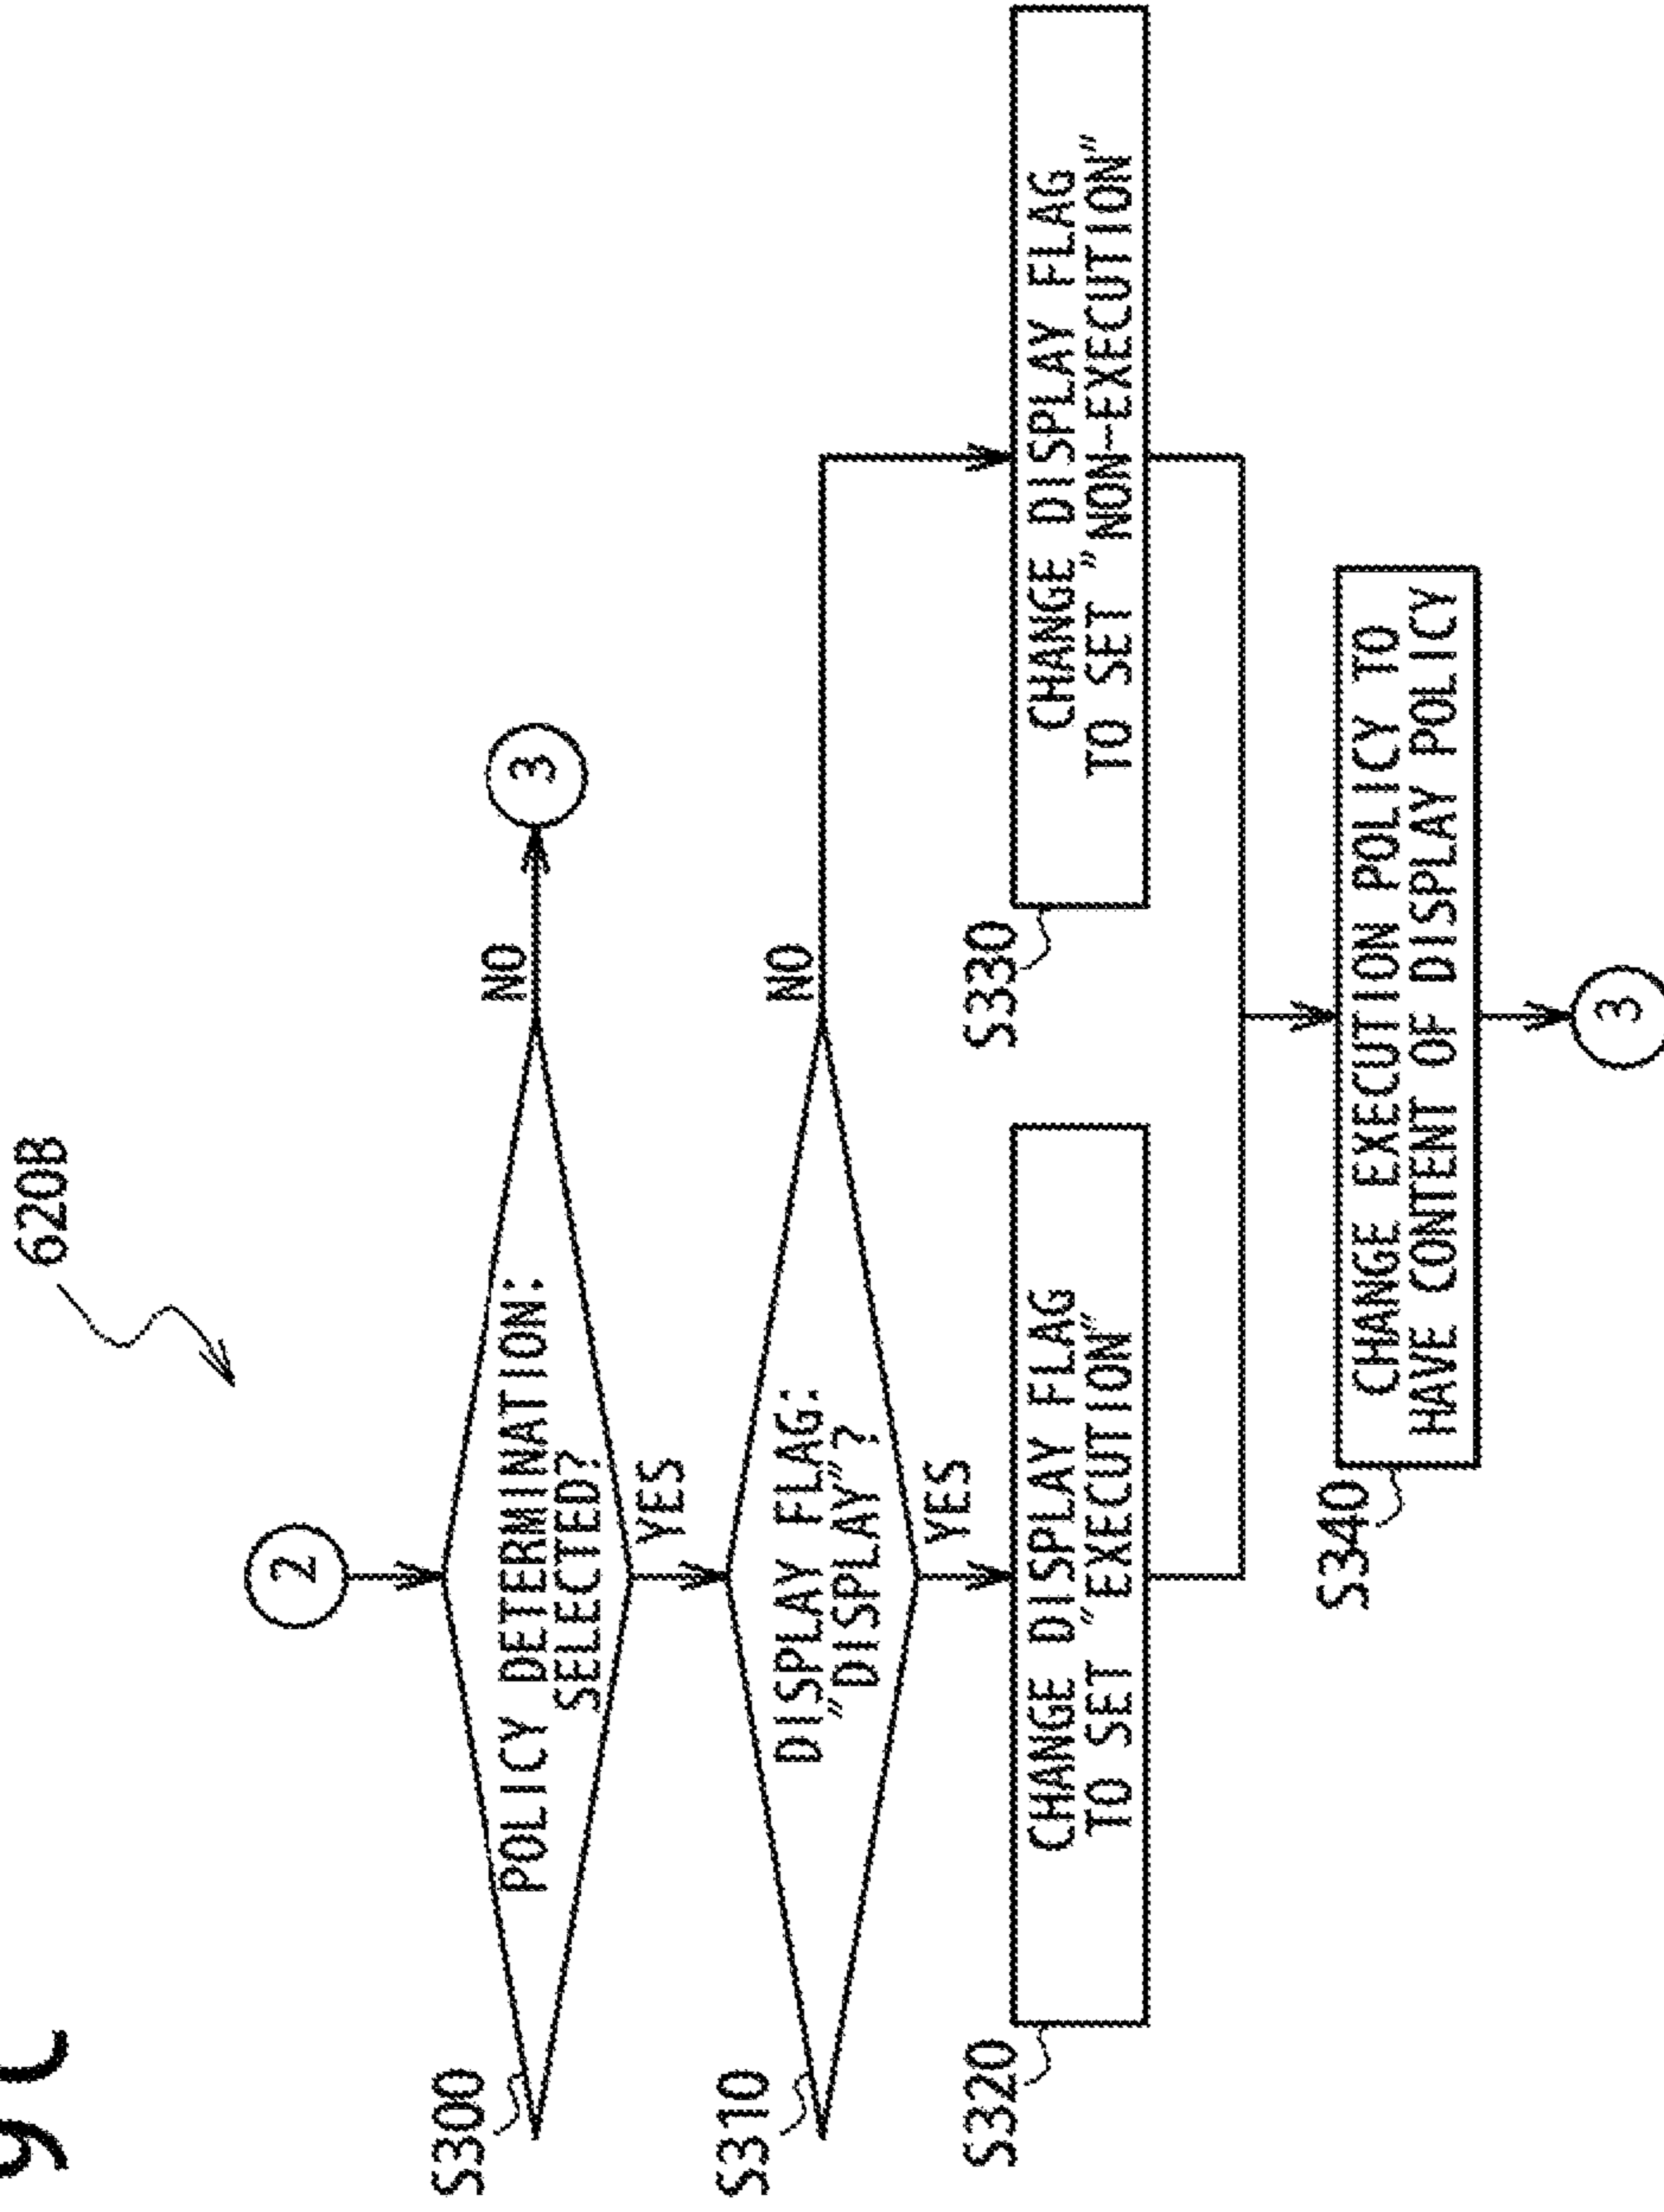 620B
2
S300
POLICY DETERMINATION:
SELECTED?
NO
3
YES
S310
DISPLAY FLAG:
"DISPLAY"?
NO
YES
S320
CHANGE DISPLAY FLAG
TO SET "EXECUTION"
S330
CHANGE DISPLAY FLAG
TO SET "NON-EXECUTION"
S340
CHANGE EXECUTION POLICY TO
HAVE CONTENT OF DISPLAY POLICY
3